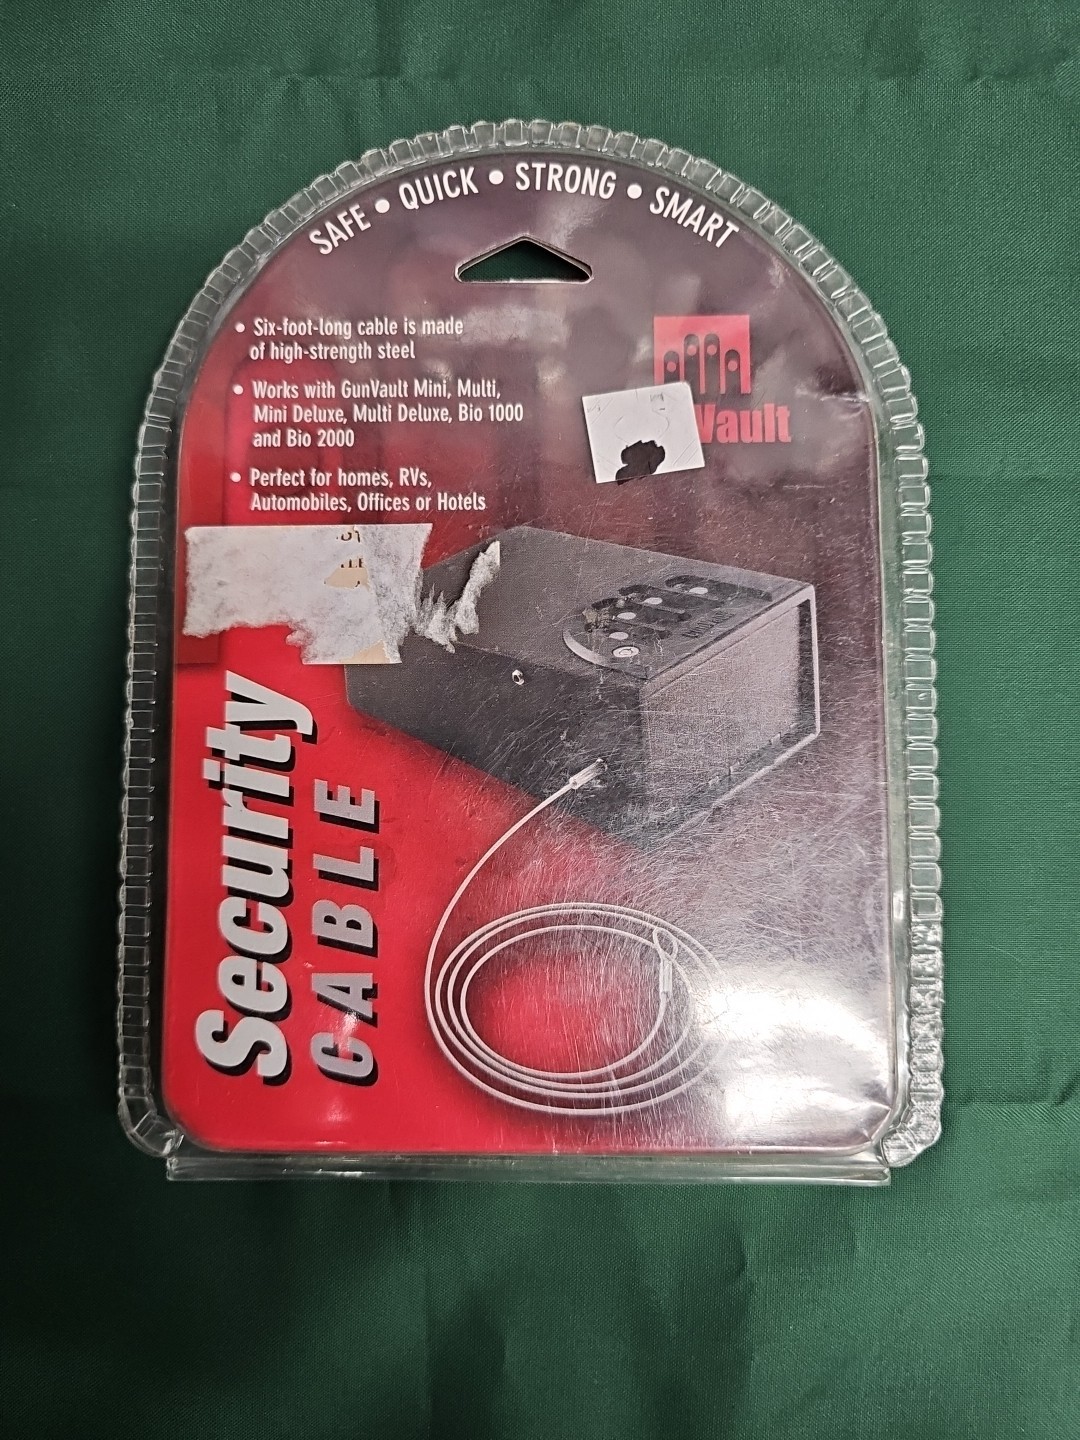 SAFE • QUICK • STRONG • SMART
• Six-foot-long cable is made
of high-strength steel
• Works with GunVault Mini, Multi,
Mini Deluxe, Multi Deluxe, Bio 1000
and Bio 2000
• Perfect for homes, RVs,
Automobiles, Offices or Hotels
Vault
Security
CABLE